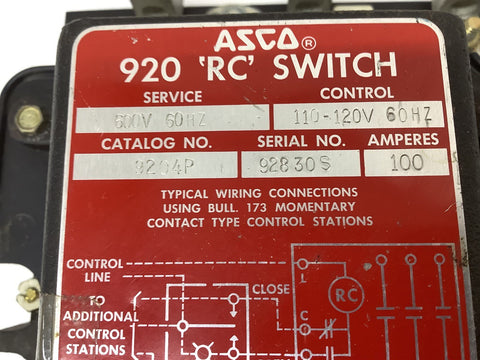 ASCO®
920 'RC' SWITCH
SERVICE CONTROL
600V 60HZ 110-120V 60HZ
CATALOG NO. SERIAL NO. AMPERES
9204P 92830S 100
TYPICAL WIRING CONNECTIONS
USING BULL. 173 MOMENTARY
CONTACT TYPE CONTROL STATIONS
CONTROL
LINE
L
CLOSE
RC
TO
ADDITIONAL
CONTROL
STATIONS
C